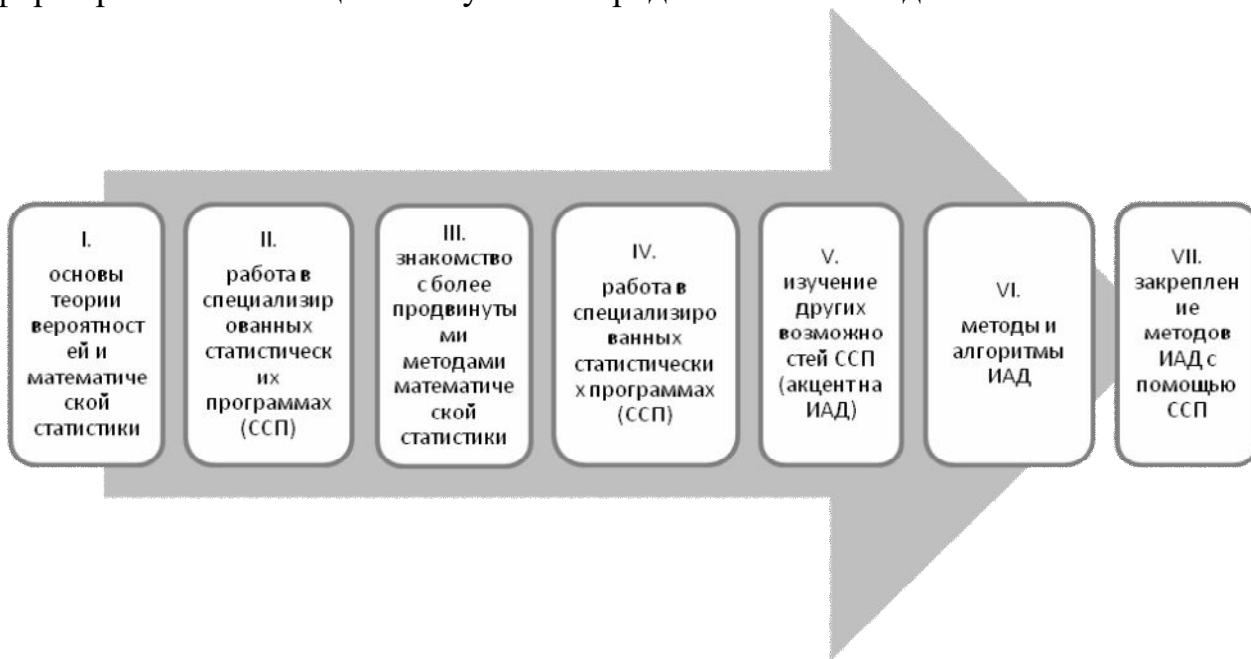 I.
основы
теории
вероятност
ей и
математиче
ской
статистики
II.
работа в
специализир
ованных
статистическ
их
программах
(ССП)
III.
знакомство
с более
продвинуты
ми
методами
математиче
ской
статистики
IV.
работа в
специализиро
ванных
статистически
х программах
(ССП)
V.
изучение
других
возможно
стей ССП
(акцент на
ИАД)
VI.
методы и
алгоритмы
ИАД
VII.
закреплен
ие
методов
ИАД с
помощью
ССП